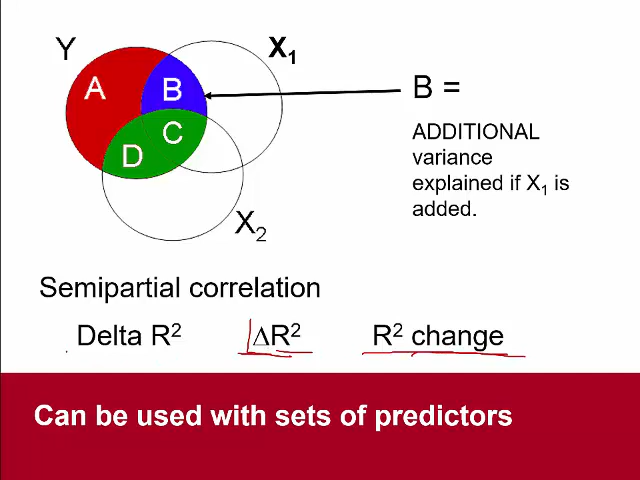 Y
X1
A
B
B =
C
D
ADDITIONAL
variance
explained if X1 is
added.
X2
Semipartial correlation
Delta R² ΔR² R² change
Can be used with sets of predictors